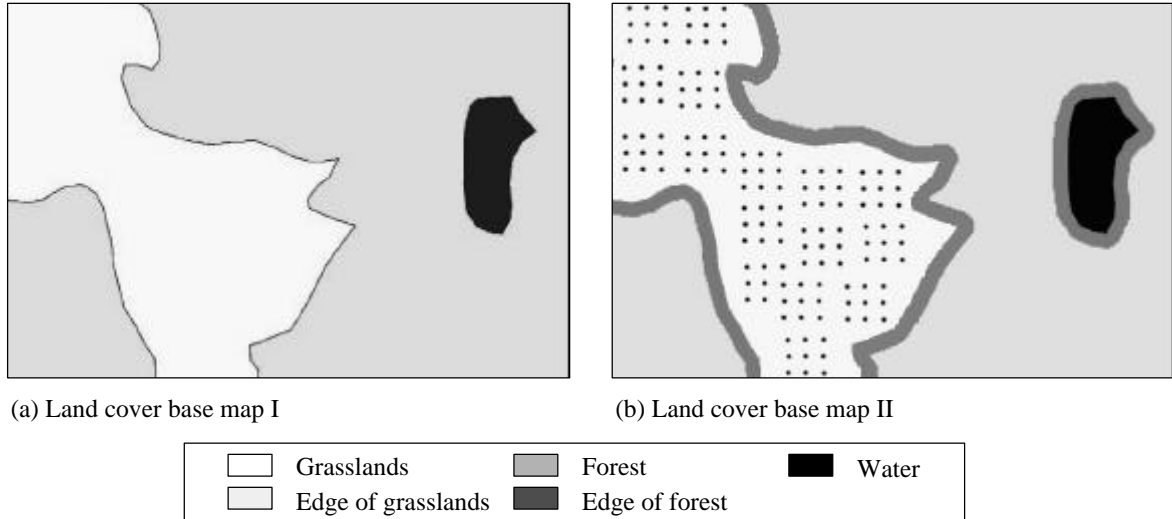 (a) Land cover base map I
(b) Land cover base map II
Grasslands
Forest
Water
Edge of grasslands
Edge of forest